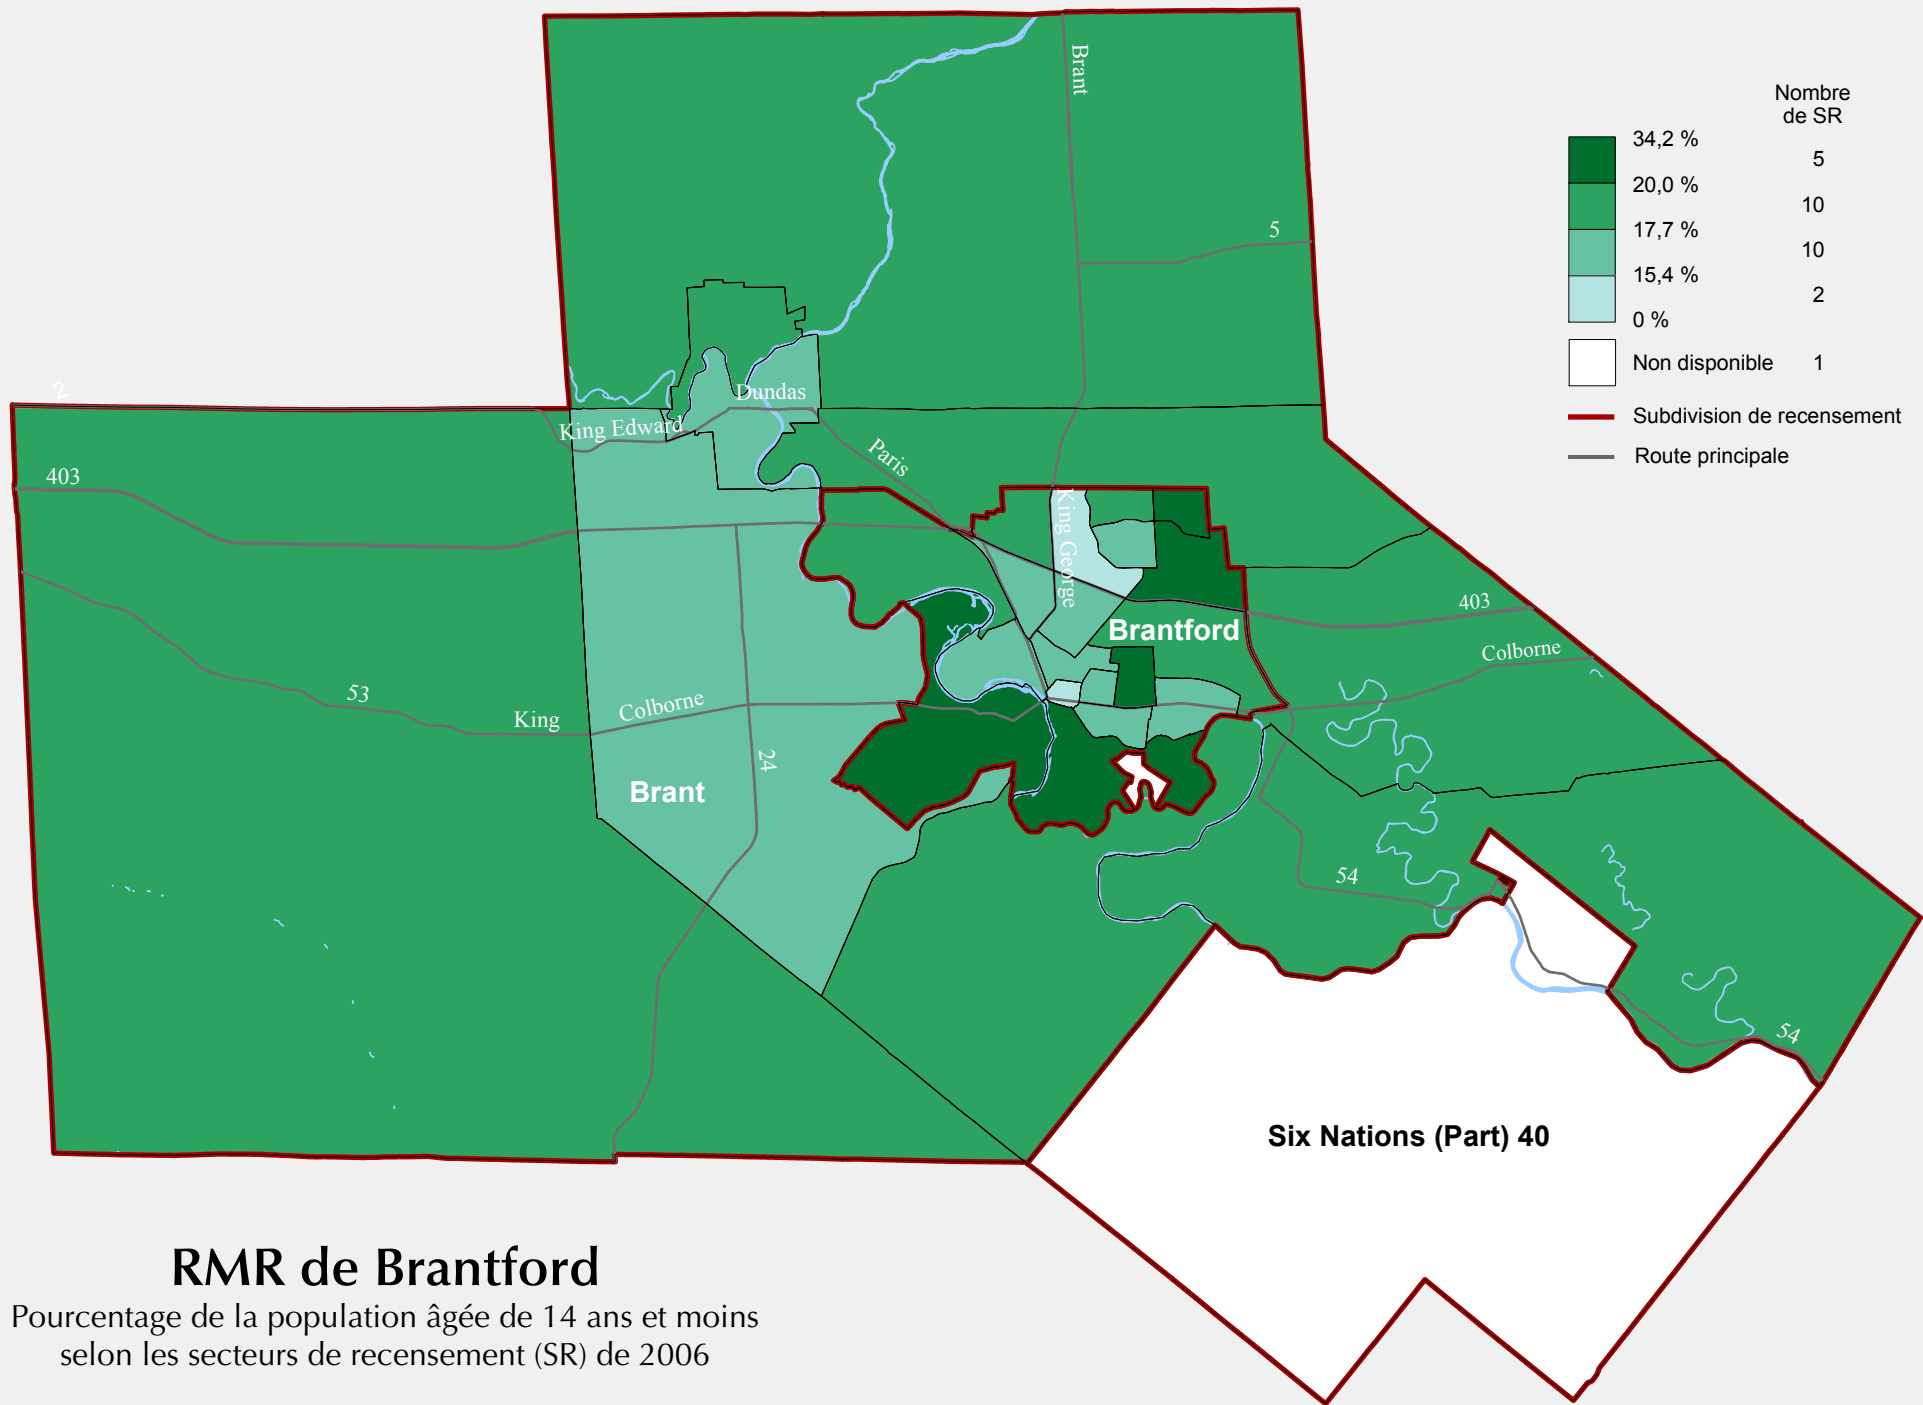 Brant
Nombre
de SR
34,2 %
5
20,0 %
10
17,7 %
10
15,4 %
2
0 %
Non disponible 1
Subdivision de recensement
Route principale
5
2
Dundas
King Edward
Paris
403
King George
403
Brantford
Colborne
53
King
Colborne
24
Brant
54
54
Six Nations (Part) 40
RMR de Brantford
Pourcentage de la population âgée de 14 ans et moins
selon les secteurs de recensement (SR) de 2006